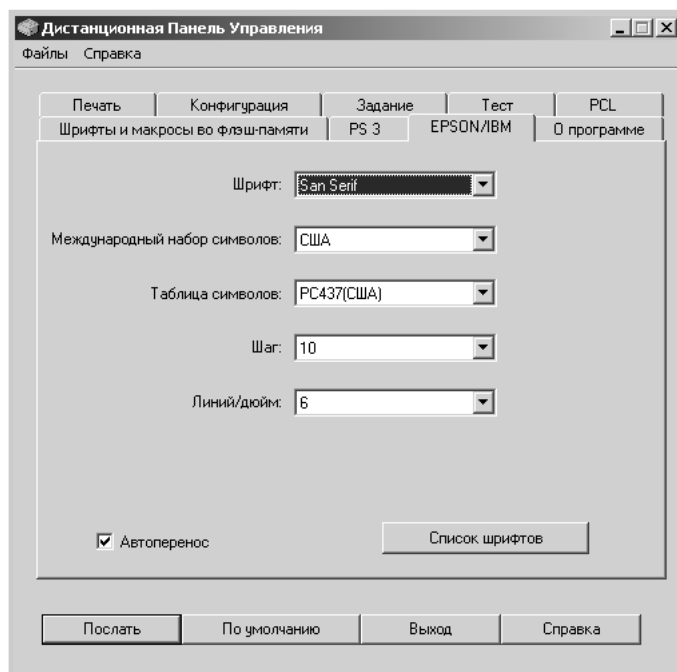 Дистанционная Панель Управления
Файлы Справка
Печать Конфигурация Задание Тест PCL
Шрифты и макросы во флэш-памяти PS 3 EPSON/IBM О программе
Шрифт: San Serif
Международный набор символов: США
Таблица символов: PC437(США)
Шаг: 10
Линий/дюйм: 6
Автоперенос Список шрифтов
Послать По умолчанию Выход Справка